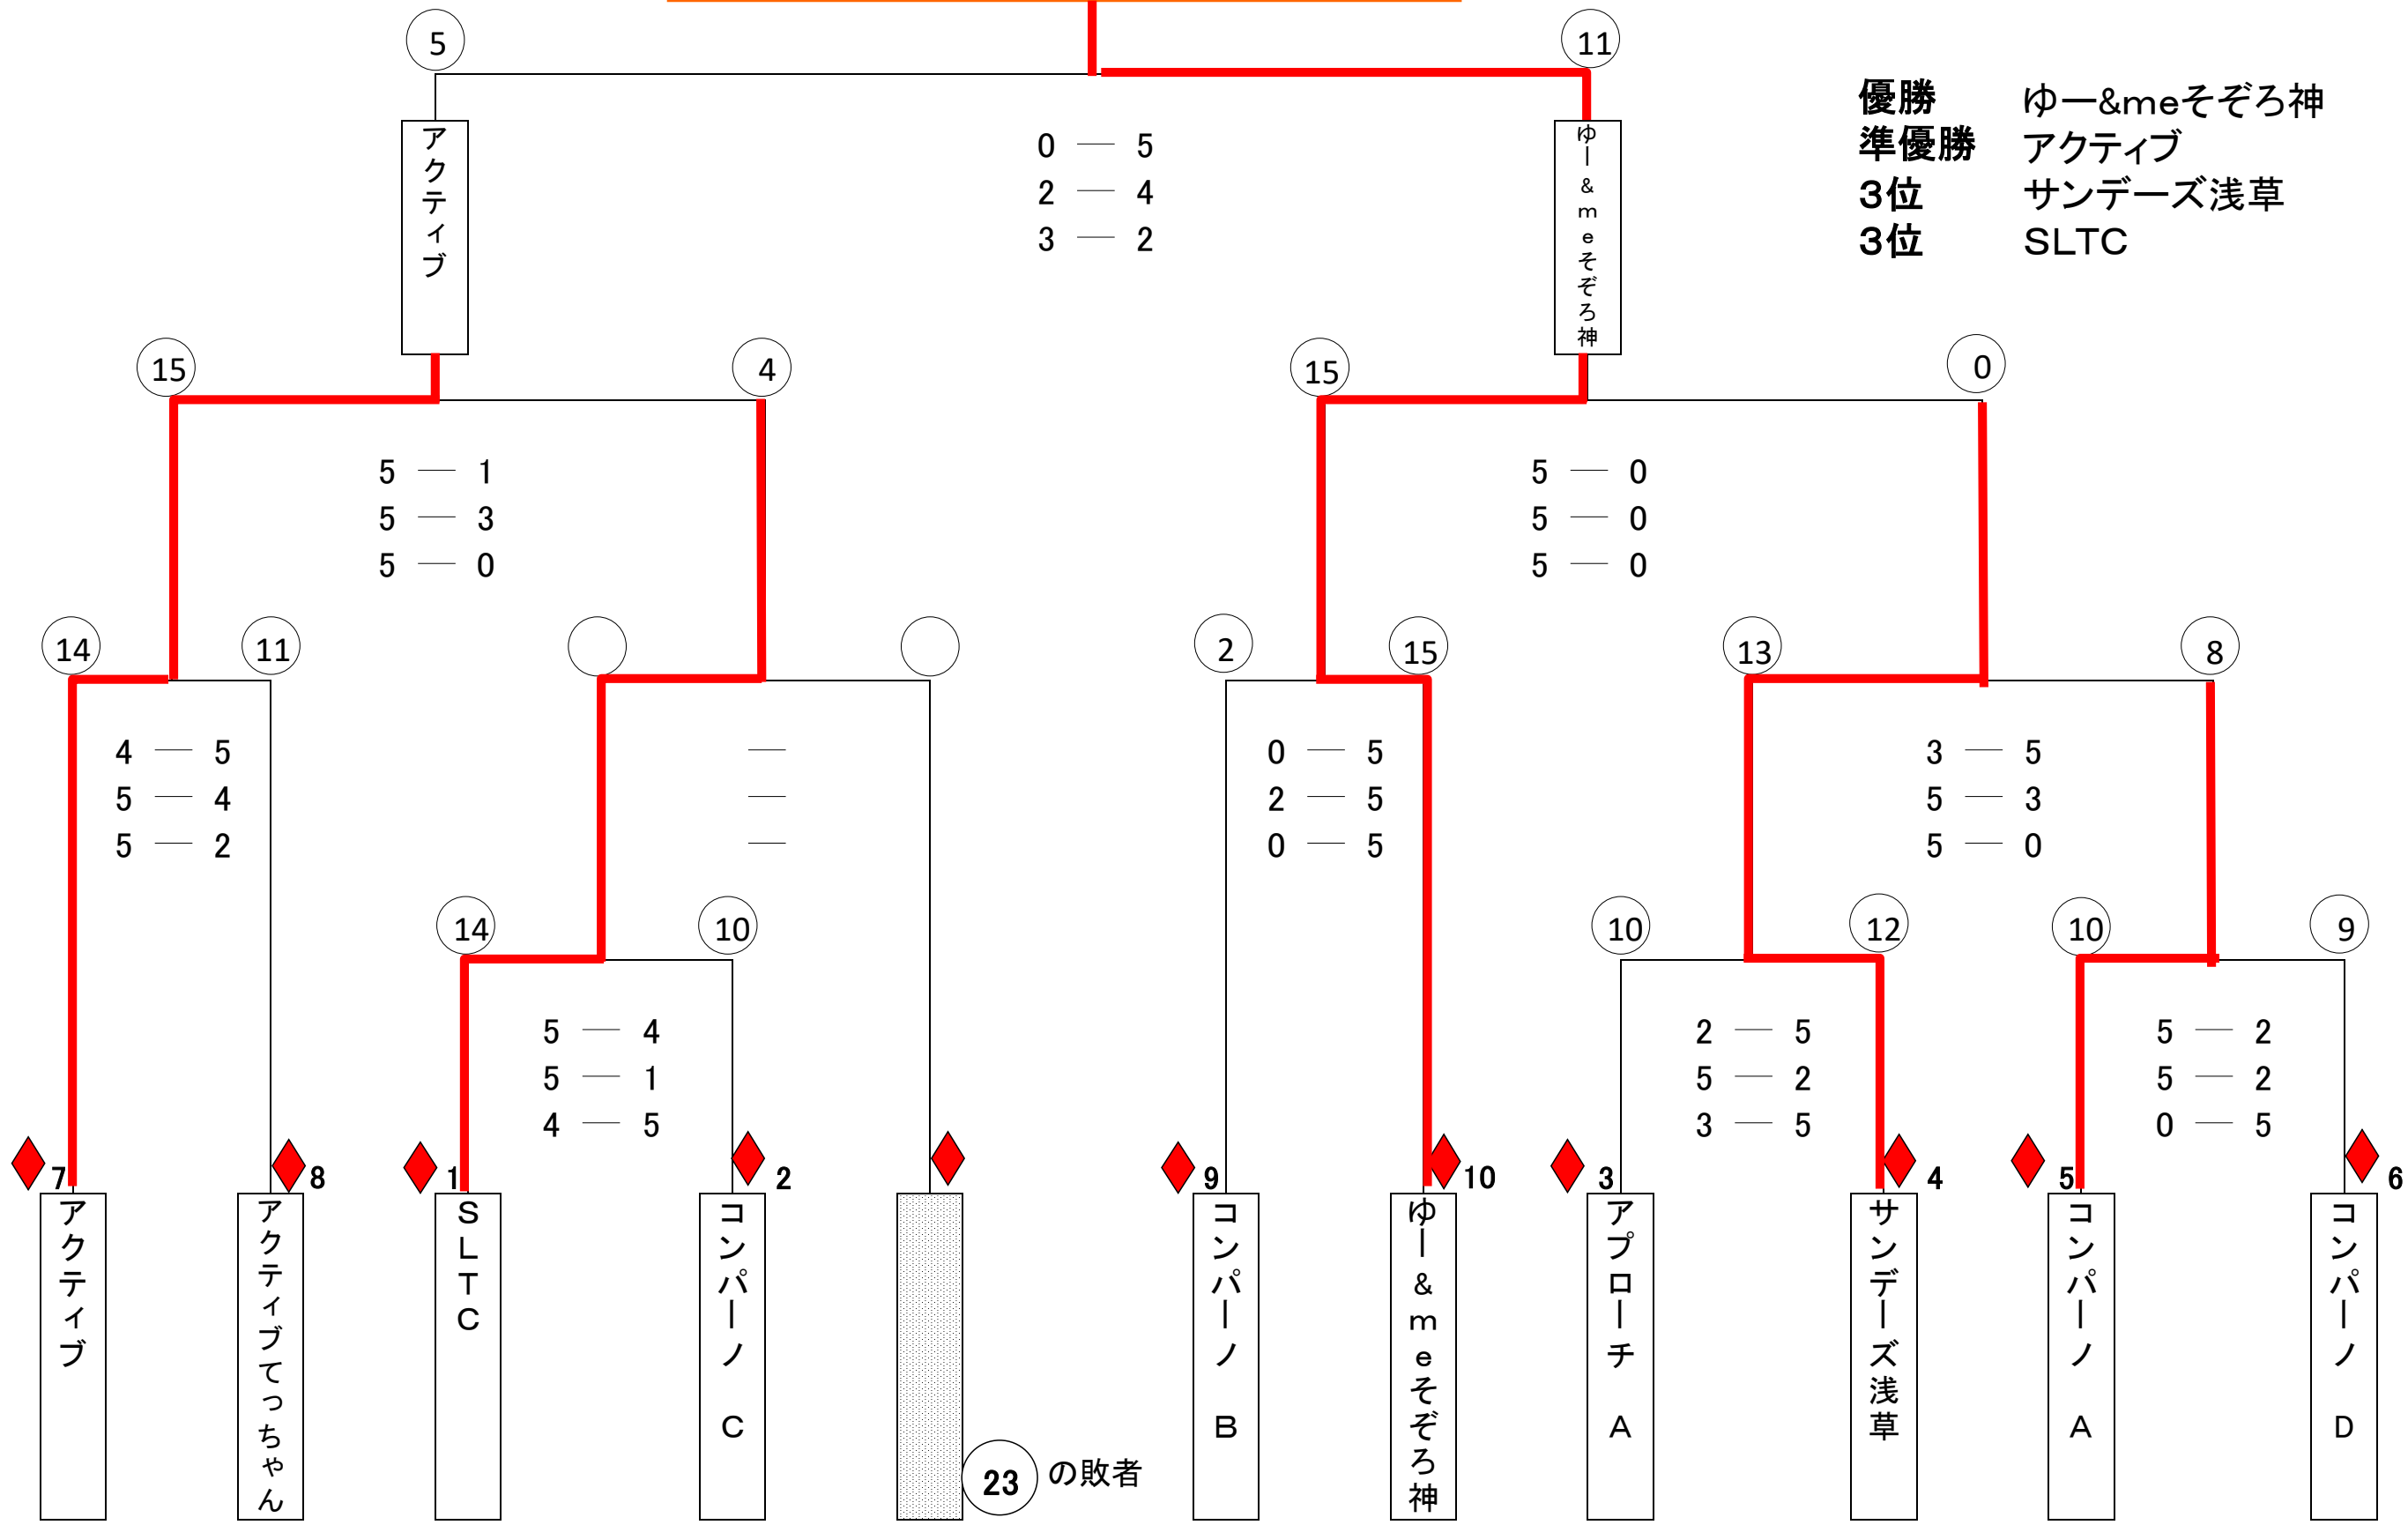 5
11
優勝 ゆー&meそぞろ神
準優勝 アクティブ
3位 サンデーズ浅草
3位 SLTC
アクティブ
ゆー&meそぞろ神
0 ― 5
2 ― 4
3 ― 2
15
4
15
0
5 ― 1
5 ― 3
5 ― 0
5 ― 0
5 ― 0
5 ― 0
14
11
2
15
13
8
4 ― 5
5 ― 4
5 ― 2
―
―
―
0 ― 5
2 ― 5
0 ― 5
3 ― 5
5 ― 3
5 ― 0
14
10
10
12
10
9
5 ― 4
5 ― 1
4 ― 5
2 ― 5
5 ― 2
3 ― 5
5 ― 2
5 ― 2
0 ― 5
7
8
1
2
9
10
3
4
5
6
アクティブ
アクティブてっちゃん
SLTC
コンパーノ C
コンパーノ B
ゆー&meそぞろ神
アプローチ A
サンデーズ浅草
コンパーノ A
コンパーノ D
23 の敗者